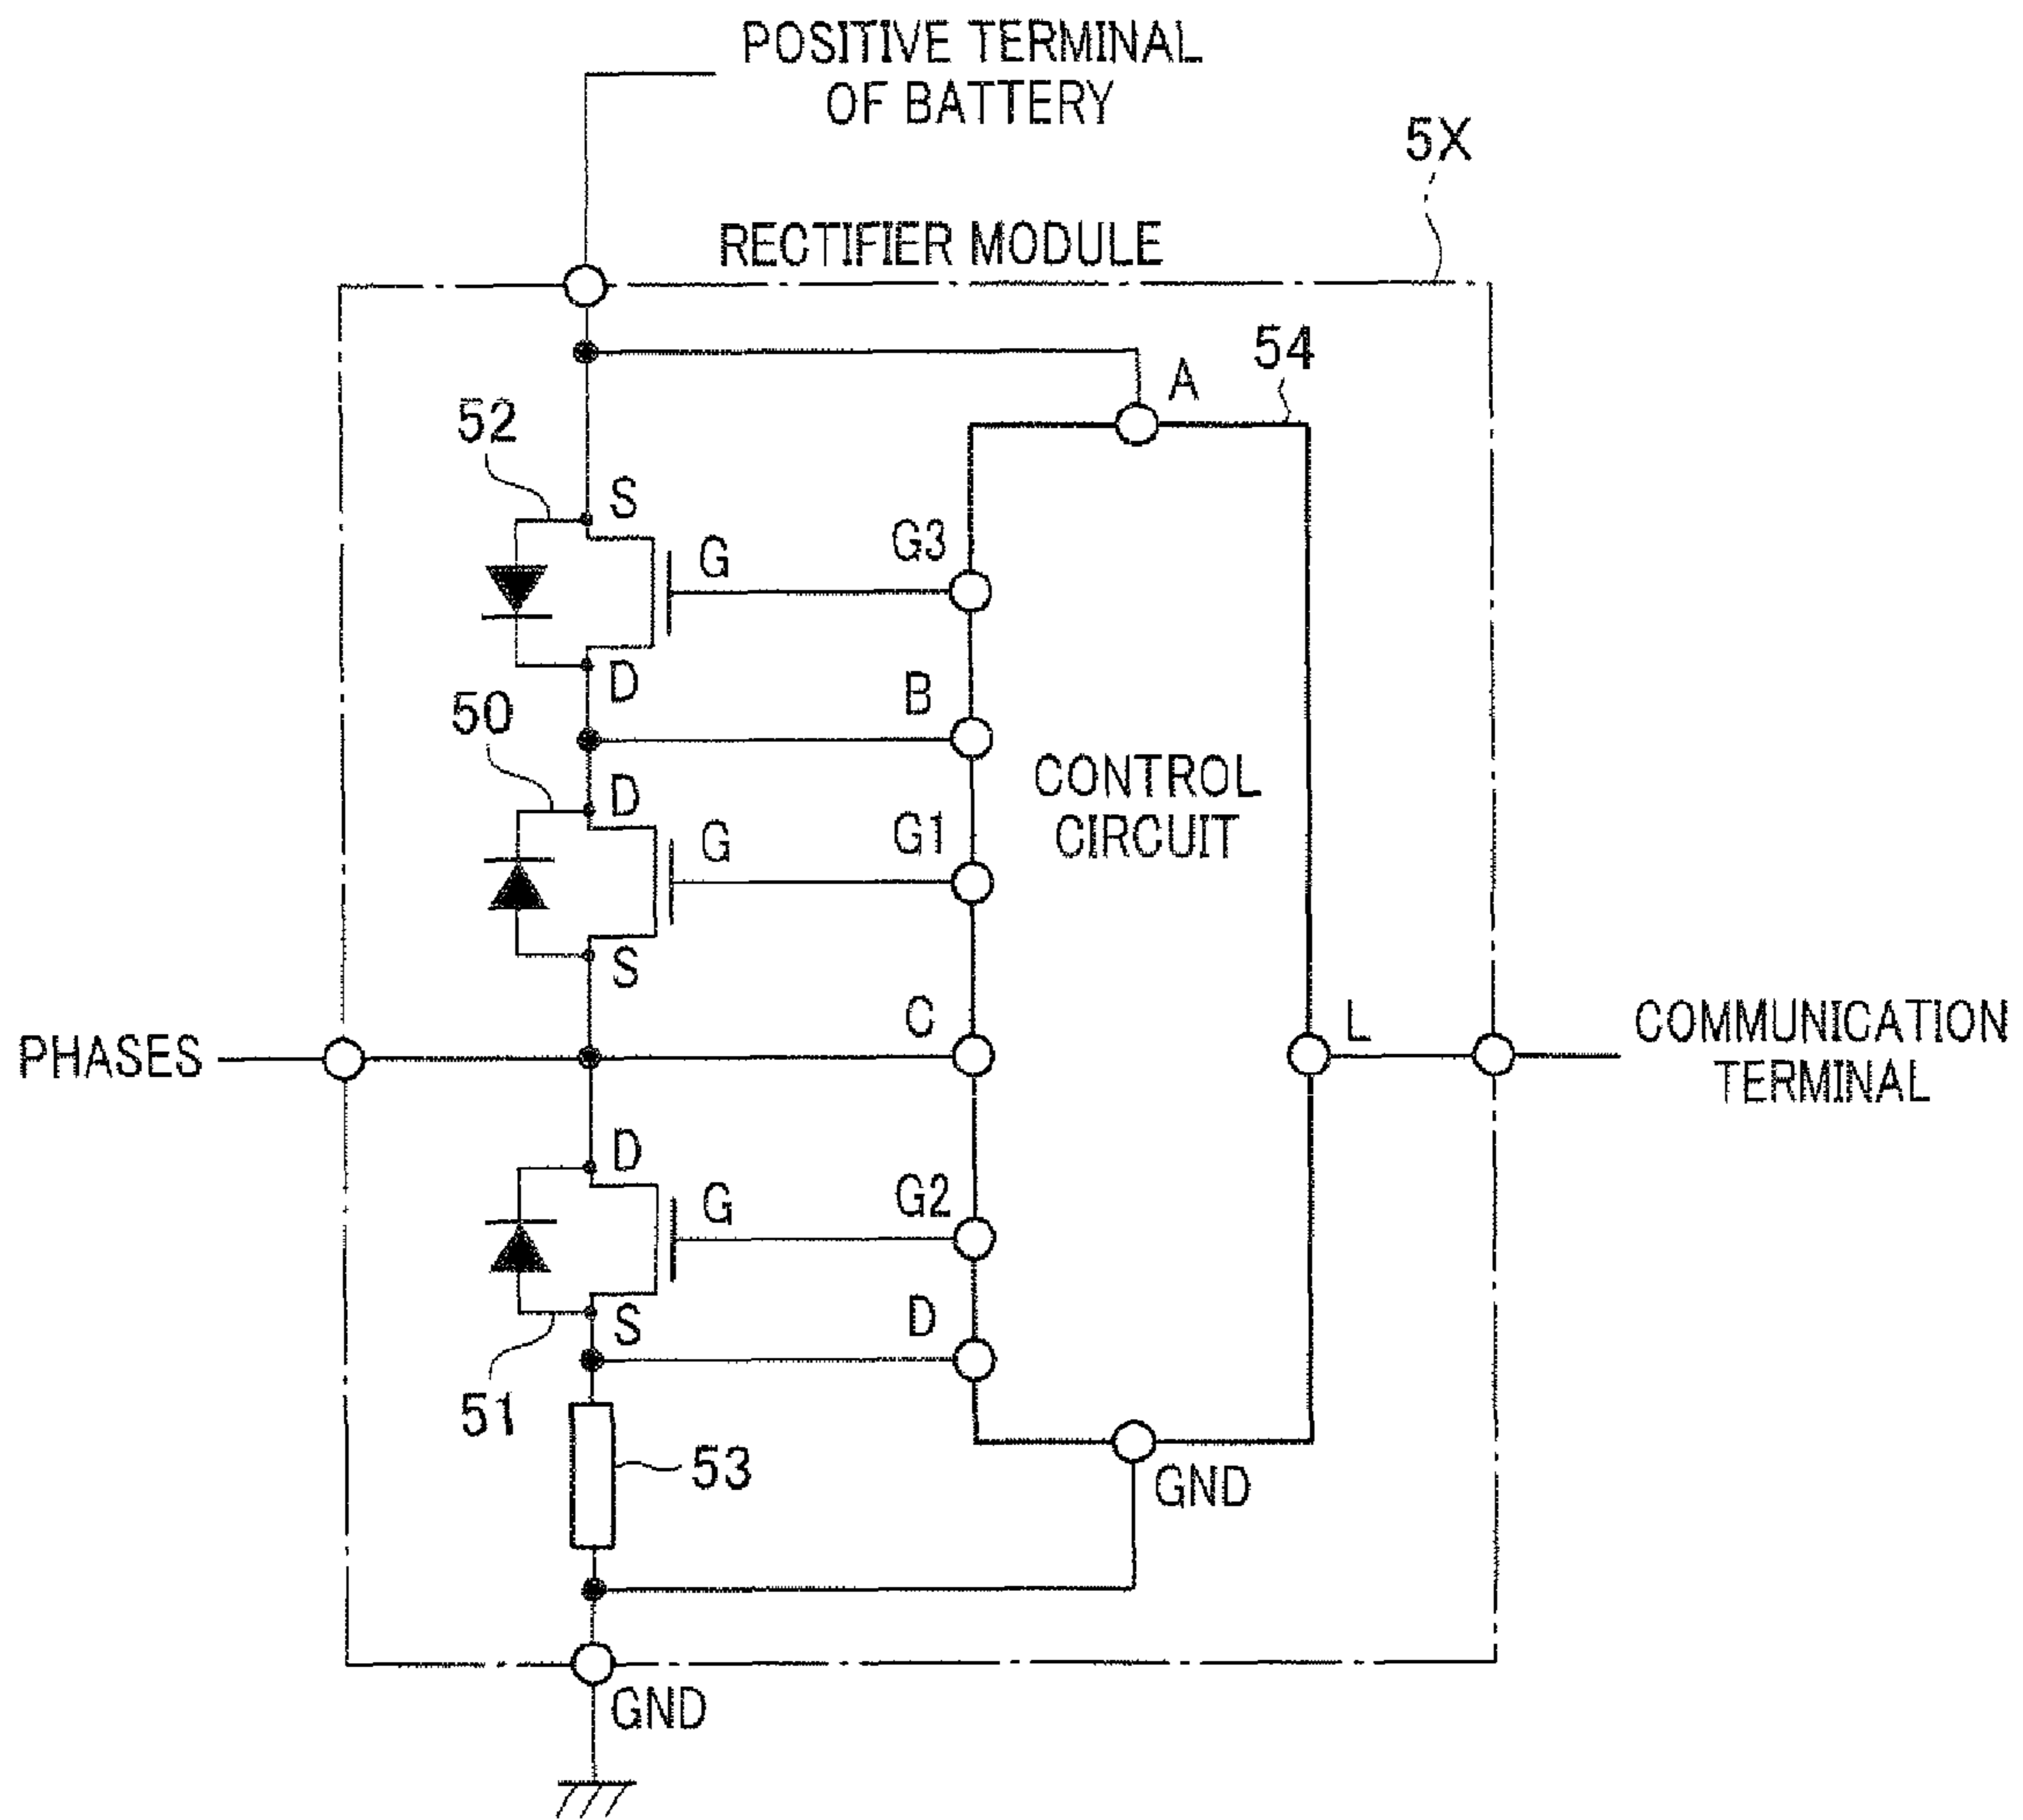 POSITIVE TERMINAL
OF BATTERY
5X
RECTIFIER MODULE
54
A
52
S
G3
G
D
B
50
D
CONTROL
CIRCUIT
G1
G
S
C
L
PHASES
COMMUNICATION
TERMINAL
D
G2
G
D
S
51
53
GND
GND